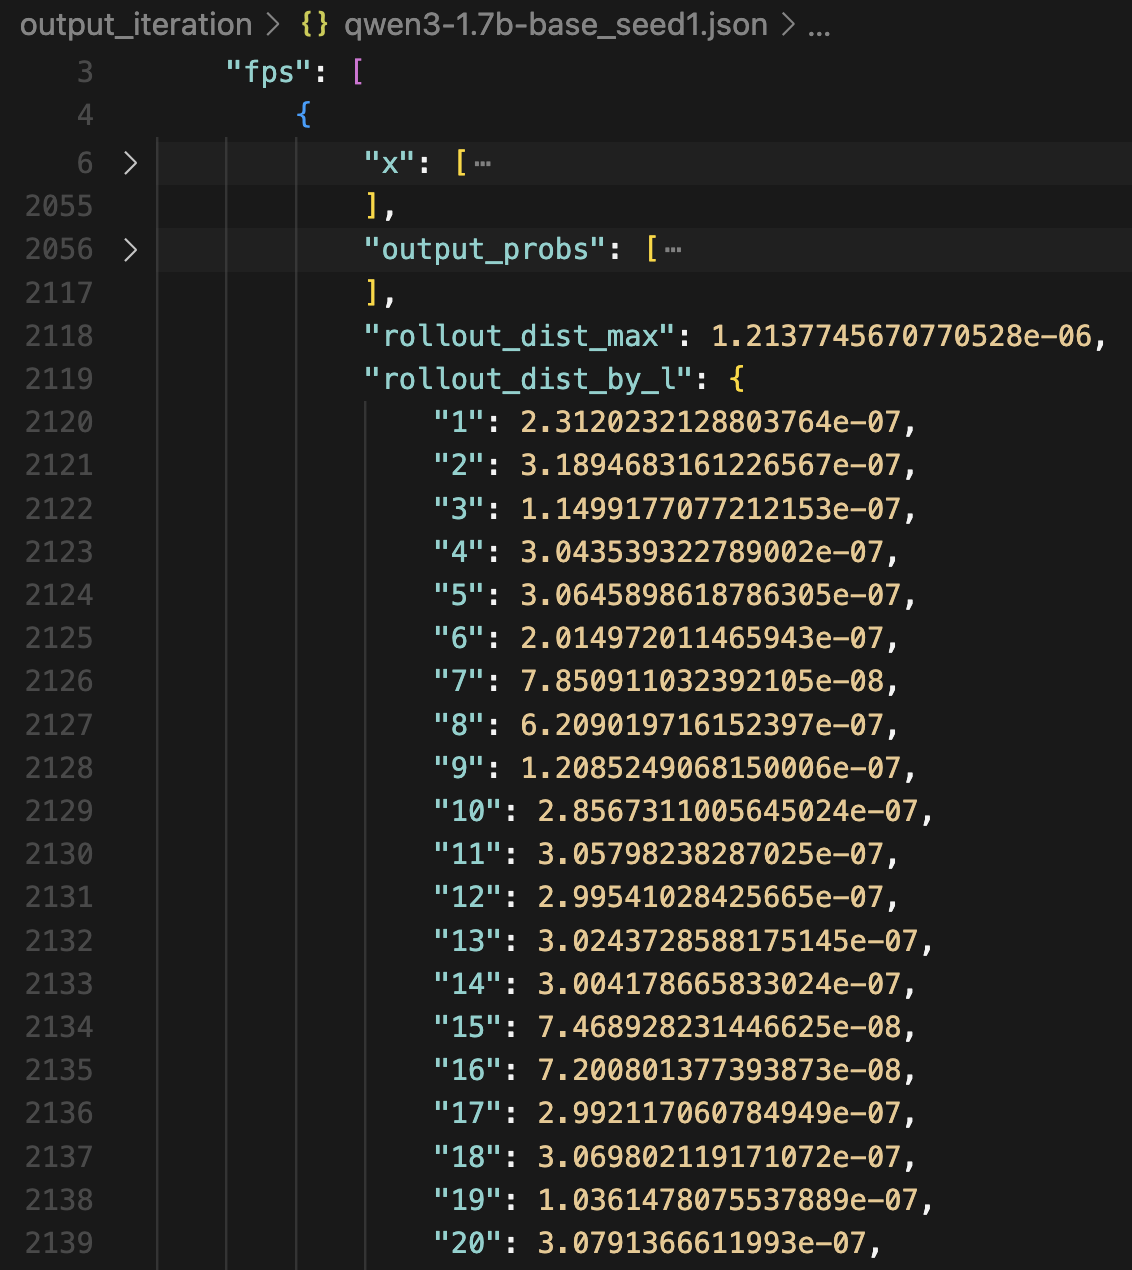 output_iteration > {} qwen3-1.7b-base_seed1.json > ...
3 "fps": [
4 {
6 > "x": [ ⋯
2055 ],
2056 > "output_probs": [ ⋯
2117 ],
2118 "rollout_dist_max": 1.2137745670770528e-06,
2119 "rollout_dist_by_l": {
2120 "1": 2.3120232128803764e-07,
2121 "2": 3.1894683161226567e-07,
2122 "3": 1.1499177077212153e-07,
2123 "4": 3.043539322789002e-07,
2124 "5": 3.0645898618786305e-07,
2125 "6": 2.014972011465943e-07,
2126 "7": 7.850911032392105e-08,
2127 "8": 6.209019716152397e-07,
2128 "9": 1.2085249068150006e-07,
2129 "10": 2.8567311005645024e-07,
2130 "11": 3.05798238287025e-07,
2131 "12": 2.99541028425665e-07,
2132 "13": 3.0243728588175145e-07,
2133 "14": 3.004178665833024e-07,
2134 "15": 7.468928231446625e-08,
2135 "16": 7.200801377393873e-08,
2136 "17": 2.992117060784949e-07,
2137 "18": 3.069802119171072e-07,
2138 "19": 1.0361478075537889e-07,
2139 "20": 3.0791366611993e-07,